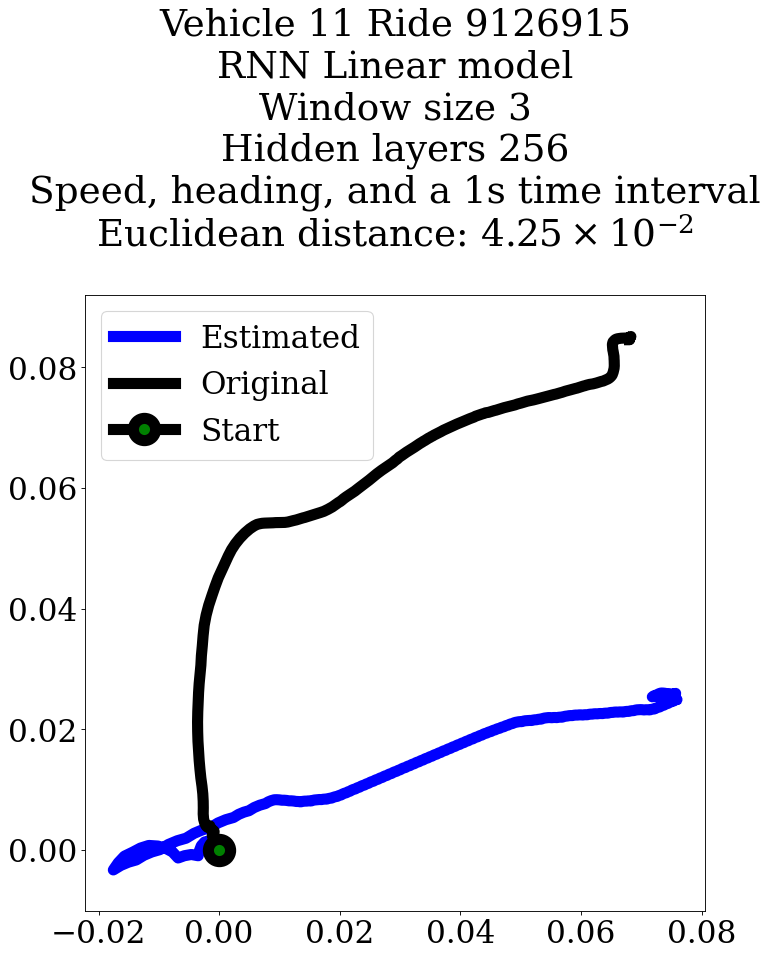 Vehicle 11 Ride 9126915
RNN Linear model
Window size 3
Hidden layers 256
Speed, heading, and a 1s time interval
Euclidean distance: 4.25 × 10⁻²
Estimated
Original
Start
0.08
0.06
0.04
0.02
0.00
−0.02 0.00 0.02 0.04 0.06 0.08